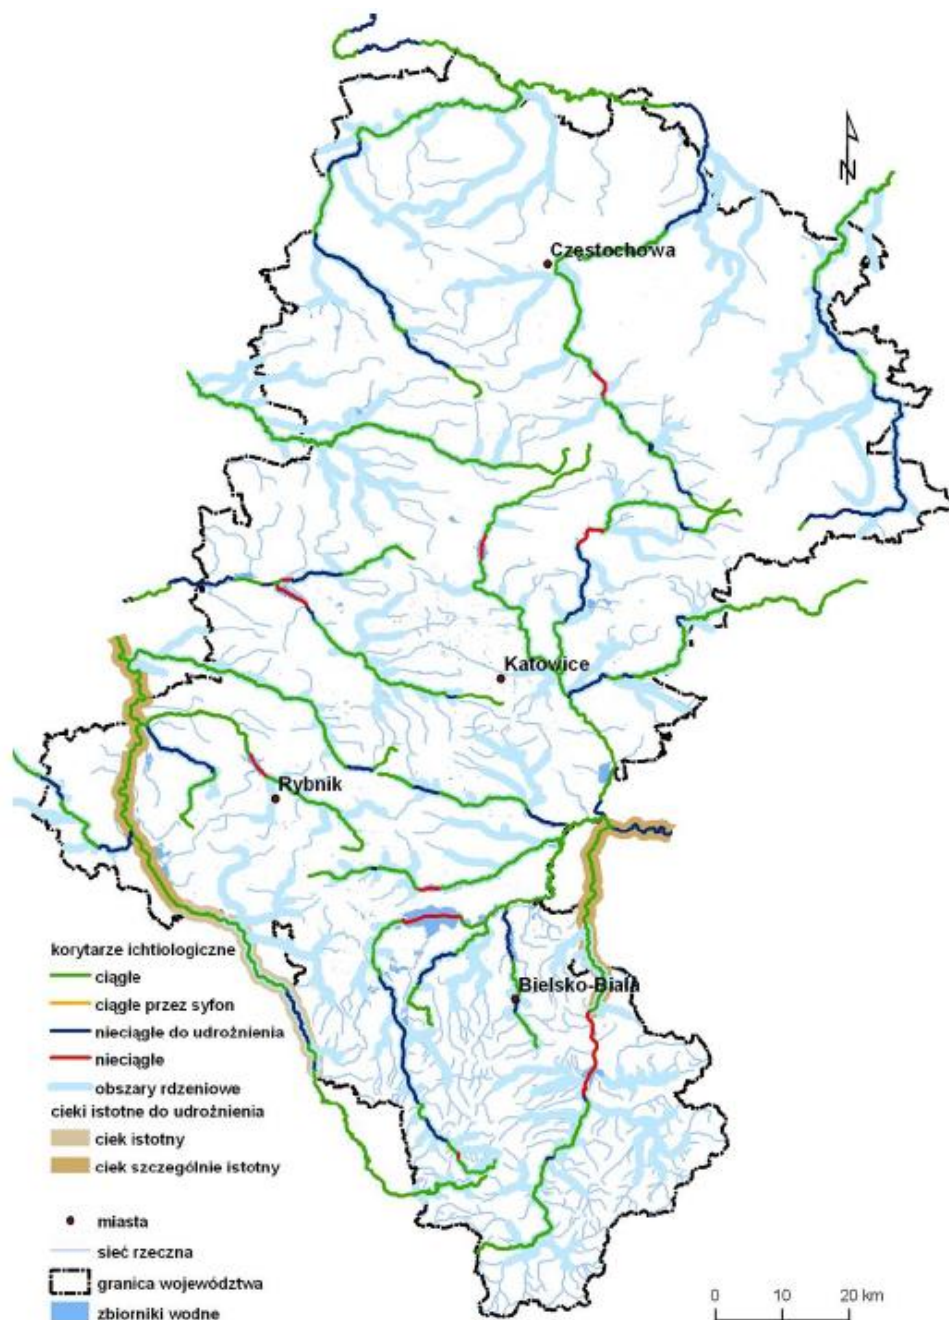 N
Częstochowa
Katowice
Rybnik
Bielsko-Biała
korytarze ichtiologiczne
ciągłe
ciągłe przez syfon
nieciągłe do udrożnienia
nieciągłe
obszary rdzeniowe
cieki istotne do udrożnienia
ciek istotny
ciek szczególnie istotny
miasta
sieć rzeczna
granica województwa
zbiorniki wodne
0 10 20 km